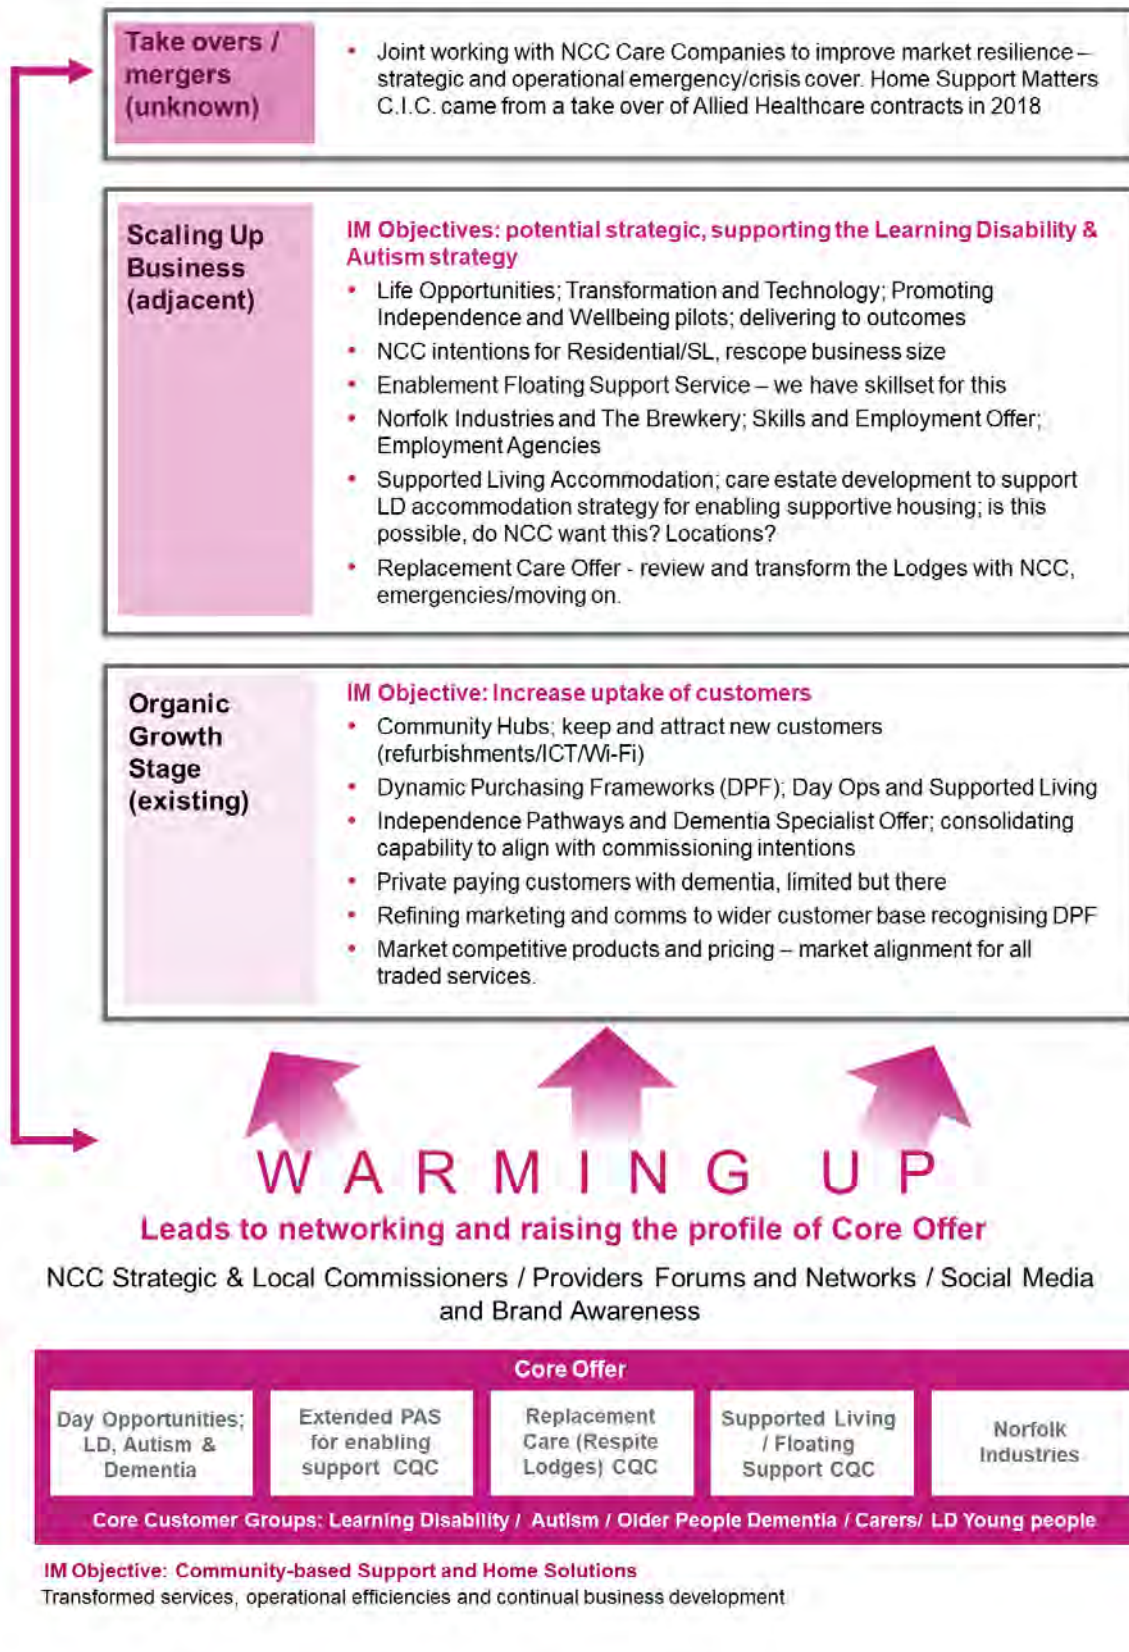 Take overs /
mergers
(unknown)
• Joint working with NCC Care Companies to improve market resilience –
strategic and operational emergency/crisis cover. Home Support Matters
C.I.C. came from a take over of Allied Healthcare contracts in 2018
Scaling Up
Business
(adjacent)
IM Objectives: potential strategic, supporting the Learning Disability &
Autism strategy
• Life Opportunities; Transformation and Technology; Promoting
Independence and Wellbeing pilots; delivering to outcomes
• NCC intentions for Residential/SL, rescope business size
• Enablement Floating Support Service – we have skillset for this
• Norfolk Industries and The Brewkery; Skills and Employment Offer;
Employment Agencies
• Supported Living Accommodation; care estate development to support
LD accommodation strategy for enabling supportive housing; is this
possible, do NCC want this? Locations?
• Replacement Care Offer - review and transform the Lodges with NCC,
emergencies/moving on.
Organic
Growth
Stage
(existing)
IM Objective: Increase uptake of customers
• Community Hubs; keep and attract new customers
(refurbishments/ICT/Wi-Fi)
• Dynamic Purchasing Frameworks (DPF); Day Ops and Supported Living
• Independence Pathways and Dementia Specialist Offer; consolidating
capability to align with commissioning intentions
• Private paying customers with dementia, limited but there
• Refining marketing and comms to wider customer base recognising DPF
• Market competitive products and pricing – market alignment for all
traded services.
WARMING UP
Leads to networking and raising the profile of Core Offer
NCC Strategic & Local Commissioners / Providers Forums and Networks / Social Media
and Brand Awareness
Core Offer
Day Opportunities;
LD, Autism &
Dementia
Extended PAS
for enabling
support CQC
Replacement
Care (Respite
Lodges) CQC
Supported Living
/ Floating
Support CQC
Norfolk
Industries
Core Customer Groups: Learning Disability / Autism / Older People Dementia / Carers/ LD Young people
IM Objective: Community-based Support and Home Solutions
Transformed services, operational efficiencies and continual business development